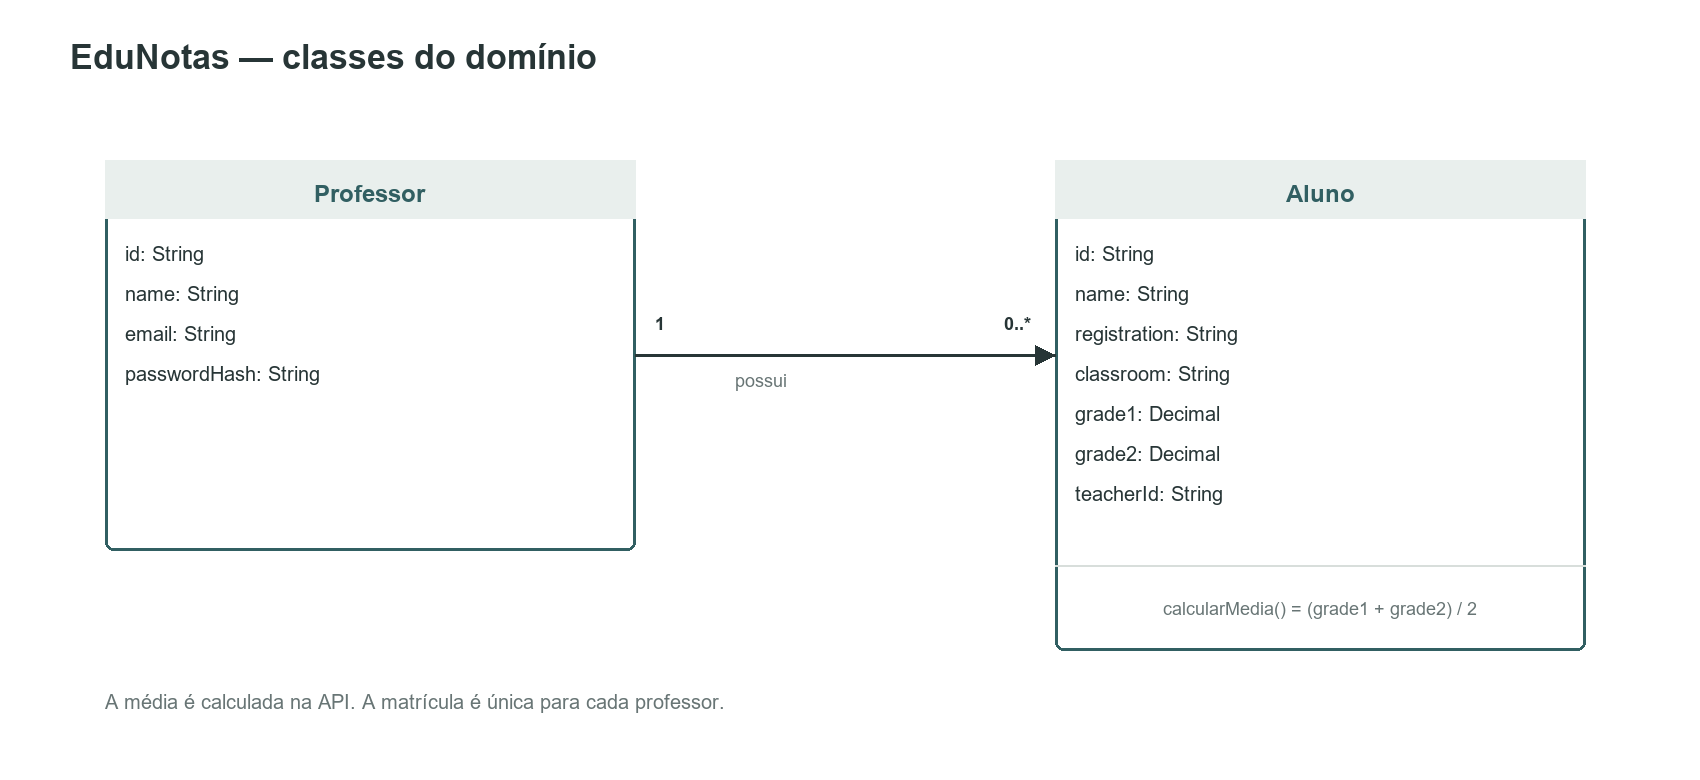 EduNotas — classes do domínio
Professor
id: String
name: String
email: String
passwordHash: String
1
0..*
possui
Aluno
id: String
name: String
registration: String
classroom: String
grade1: Decimal
grade2: Decimal
teacherId: String
calcularMedia() = (grade1 + grade2) / 2
A média é calculada na API. A matrícula é única para cada professor.